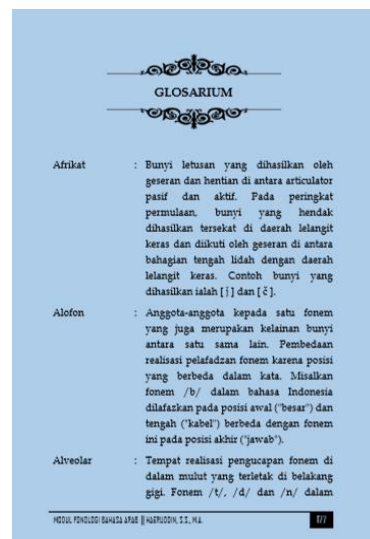 GLOSARIUM
Afrikat : Bunyi letusan yang dihasilkan oleh
geseran dan hentian di antara articulator
pasif dan aktif. Pada peringkat
permulaan, bunyi yang hendak
dihasilkan tersekat di daerah lelangit
keras dan diikuti oleh geseran di antara
bahagian tengah lidah dengan daerah
lelangit keras. Contoh bunyi yang
dihasilkan ialah [ j ] dan [ č ].
Alofon : Anggota-anggota kepada satu fonem
yang juga merupakan kelainan bunyi
antara satu sama lain. Pembedaan
realisasi pelafadzan fonem karena posisi
yang berbeda dalam kata. Misalkan
fonem /b/ dalam bahasa Indonesia
dilafazkan pada posisi awal ("besar") dan
tengah ("kabel") berbeda dengan fonem
ini pada posisi akhir ("jawab").
Alveolar : Tempat realisasi pengucapan fonem di
dalam mulut yang terletak di belakang
gigi. Fonem /t/, /d/ dan /n/ dalam
MODUL FONOLOGI BAHASA ARAB || HAERUDDIN, S.S., M.A. 177